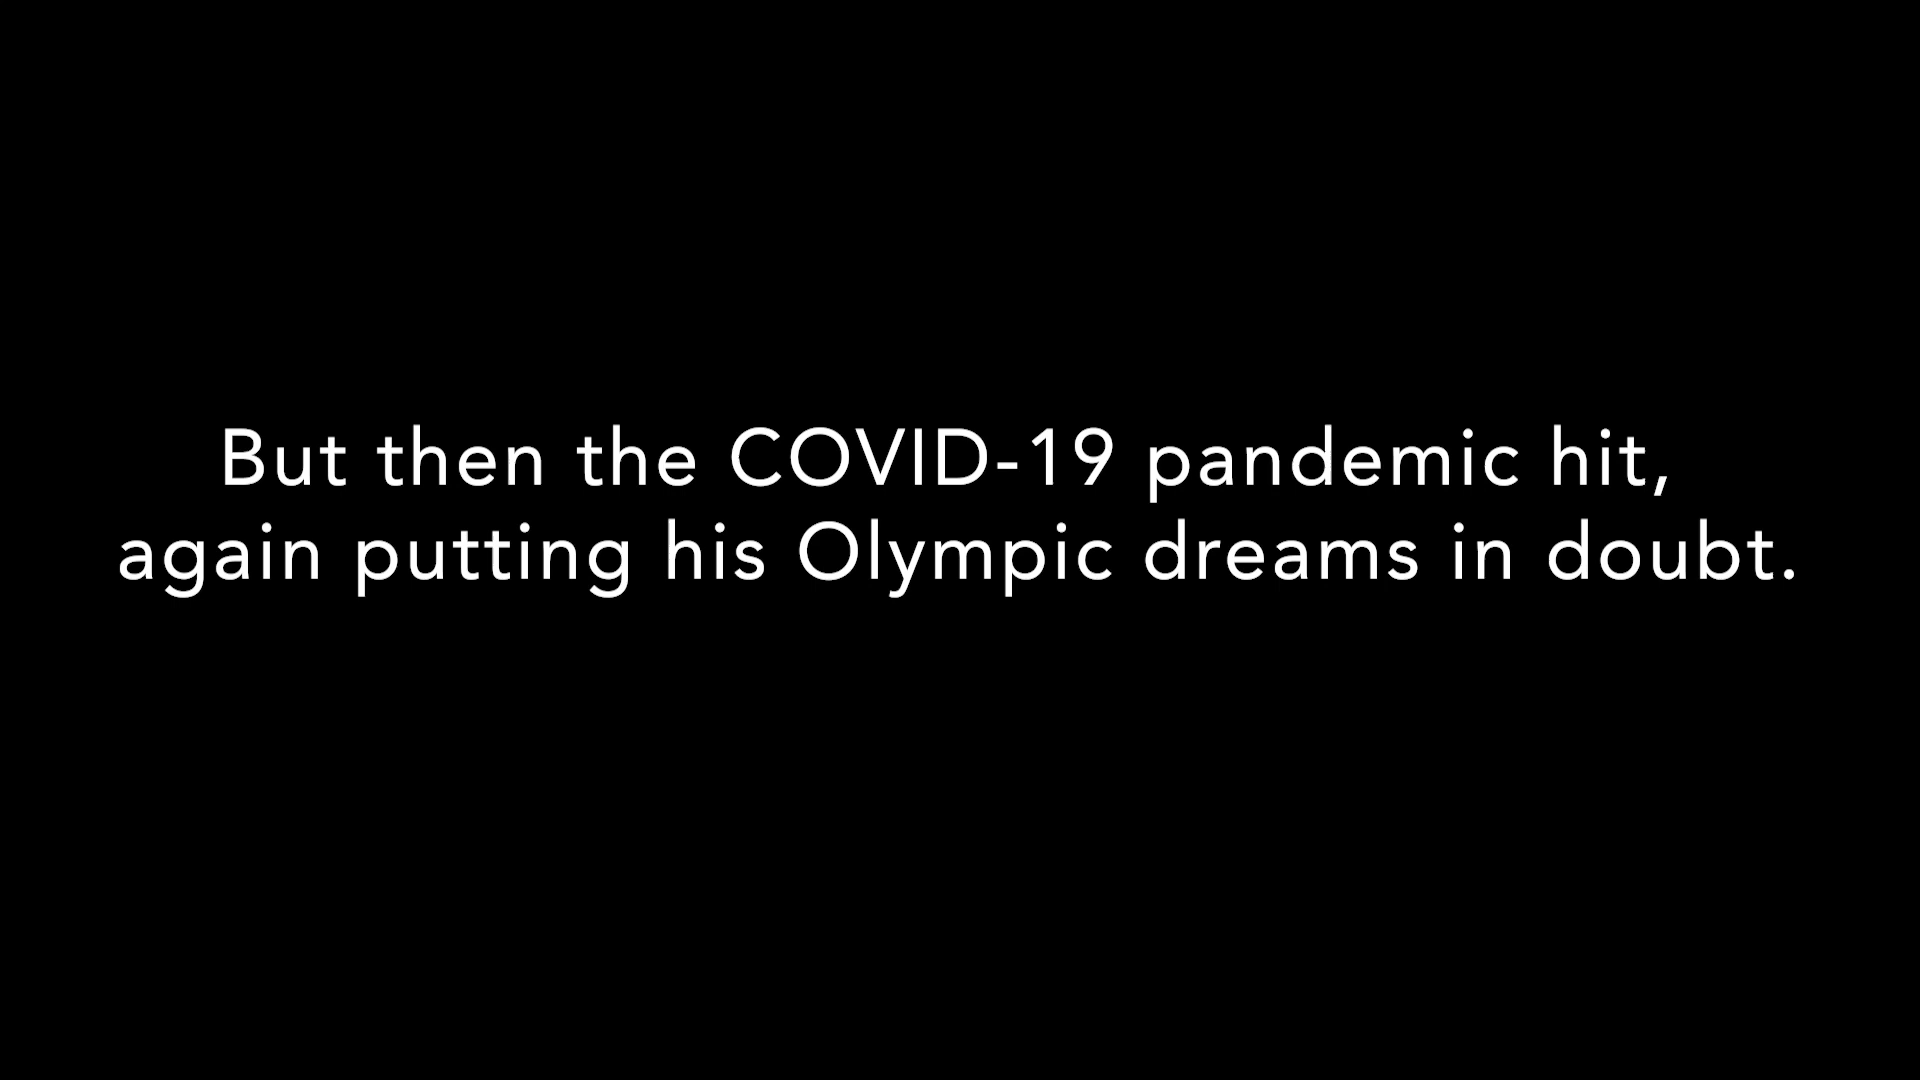 But then the COVID-19 pandemic hit,
again putting his Olympic dreams in doubt.